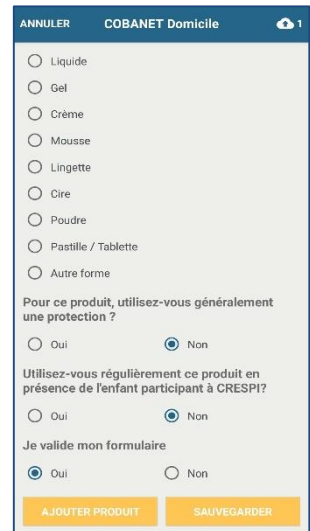 ANNULER COBANET Domicile 1
Liquide
Gel
Crème
Mousse
Lingette
Cire
Poudre
Pastille / Tablette
Autre forme
Pour ce produit, utilisez-vous généralement
une protection ?
Oui Non
Utilisez-vous régulièrement ce produit en
présence de l'enfant participant à CRESPI?
Oui Non
Je valide mon formulaire
Oui Non
AJOUTER PRODUIT SAUVEGARDER